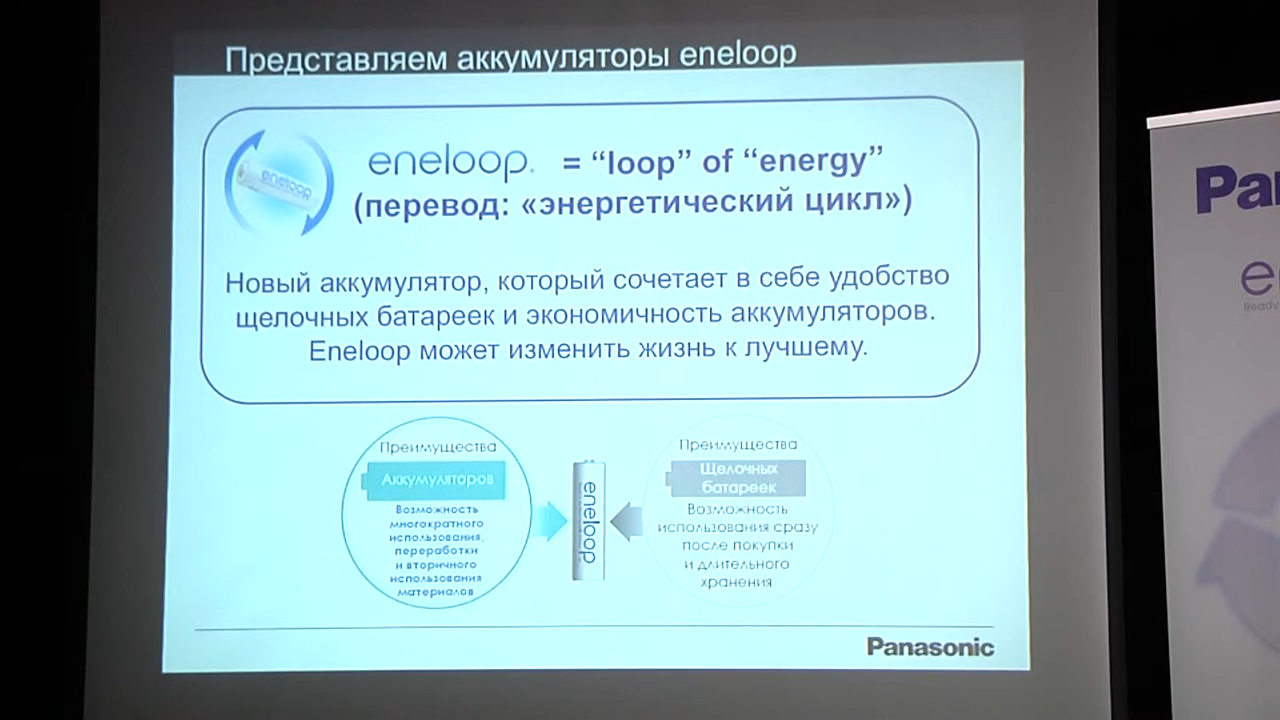 Представляем аккумуляторы eneloop
eneloop
eneloop. = “loop” of “energy”
(перевод: «энергетический цикл»)
Новый аккумулятор, который сочетает в себе удобство
щелочных батареек и экономичность аккумуляторов.
Eneloop может изменить жизнь к лучшему.
Преимущества
Аккумуляторов
Возможность
многократного
использования,
переработки
и вторичного
использования
материалов
eneloop
Преимущества
Щелочных
батареек
Возможность
использования сразу
после покупки
и длительного
хранения
Panasonic
Pan
e
Ready